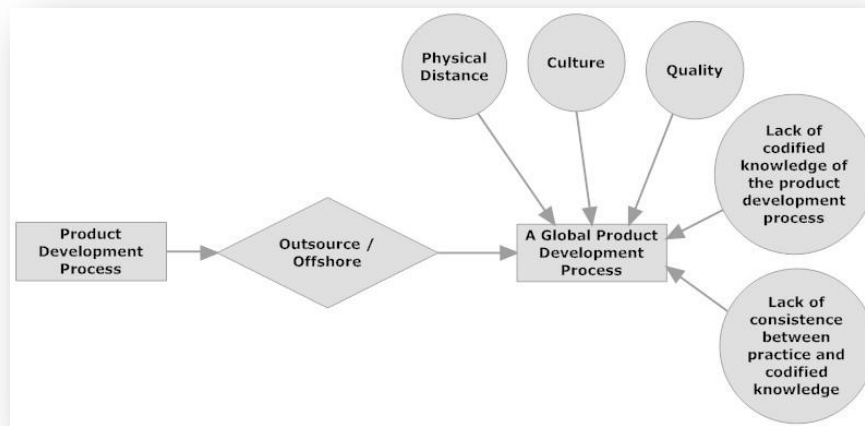 Physical
Distance
Culture
Quality
Lack of
codified
knowledge of
the product
development
process
Product
Development
Process
Outsource /
Offshore
A Global Product
Development
Process
Lack of
consistence
between
practice and
codified
knowledge